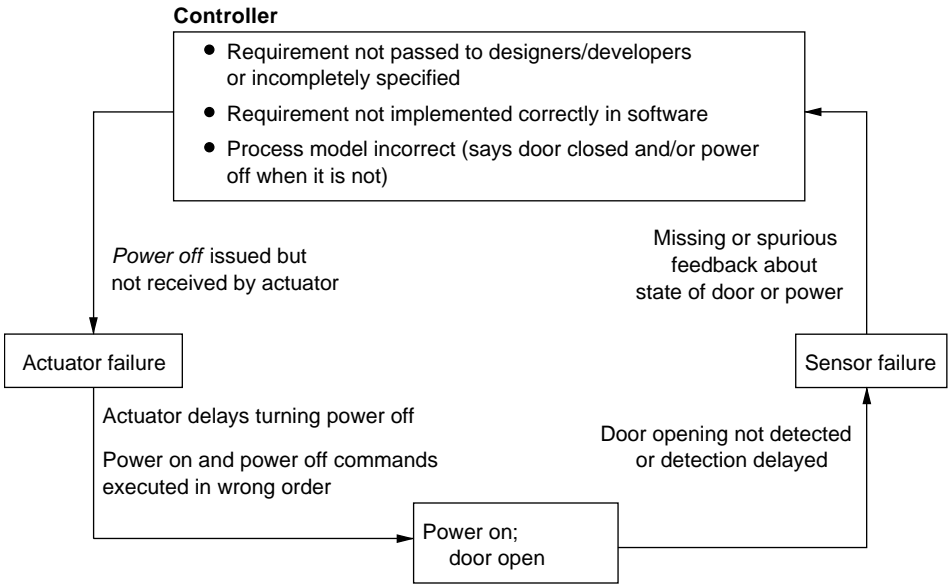 Controller
● Requirement not passed to designers/developers
or incompletely specified
● Requirement not implemented correctly in software
● Process model incorrect (says door closed and/or power
off when it is not)
Power off issued but
not received by actuator
Missing or spurious
feedback about
state of door or power
Actuator failure
Sensor failure
Actuator delays turning power off
Power on and power off commands
executed in wrong order
Door opening not detected
or detection delayed
Power on;
door open